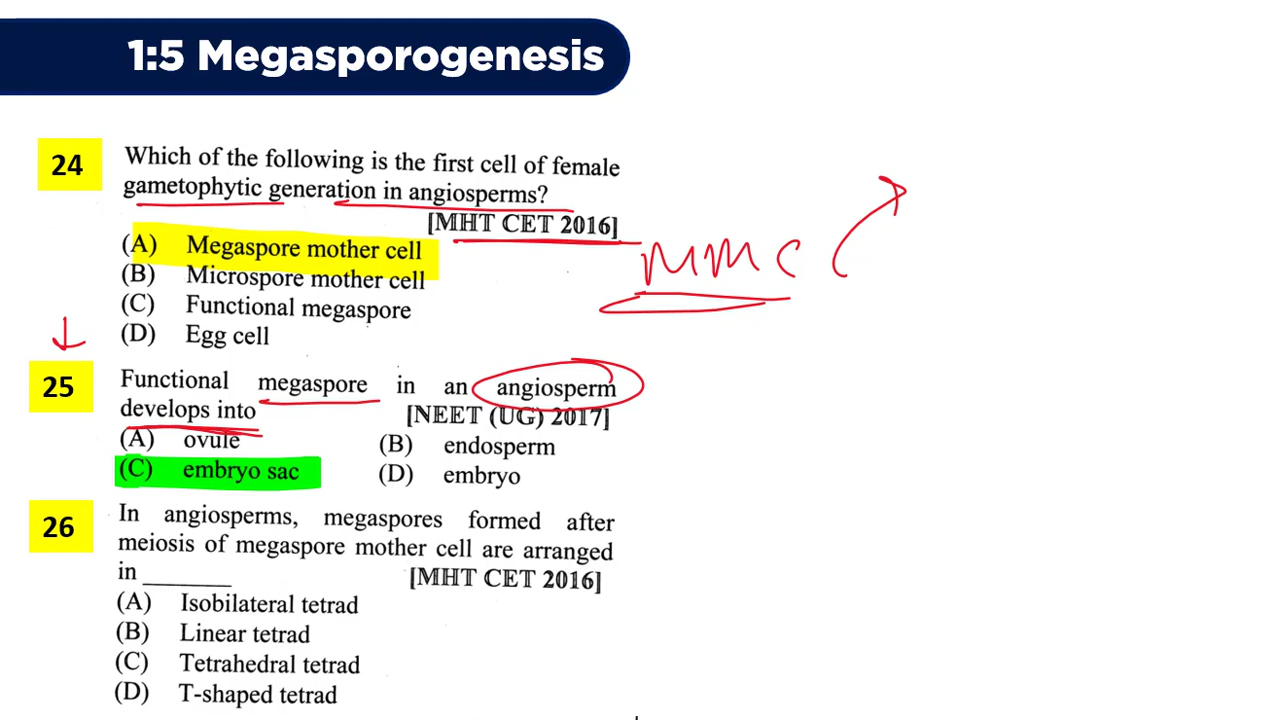 1:5 Megasporogenesis
24 Which of the following is the first cell of female
gametophytic generation in angiosperms?
[MHT CET 2016]
(A) Megaspore mother cell
(B) Microspore mother cell
(C) Functional megaspore
(D) Egg cell
MMC
25 Functional megaspore in an angiosperm
develops into [NEET (UG) 2017]
(A) ovule (B) endosperm
(C) embryo sac (D) embryo
26 In angiosperms, megaspores formed after
meiosis of megaspore mother cell are arranged
in ______ [MHT CET 2016]
(A) Isobilateral tetrad
(B) Linear tetrad
(C) Tetrahedral tetrad
(D) T-shaped tetrad